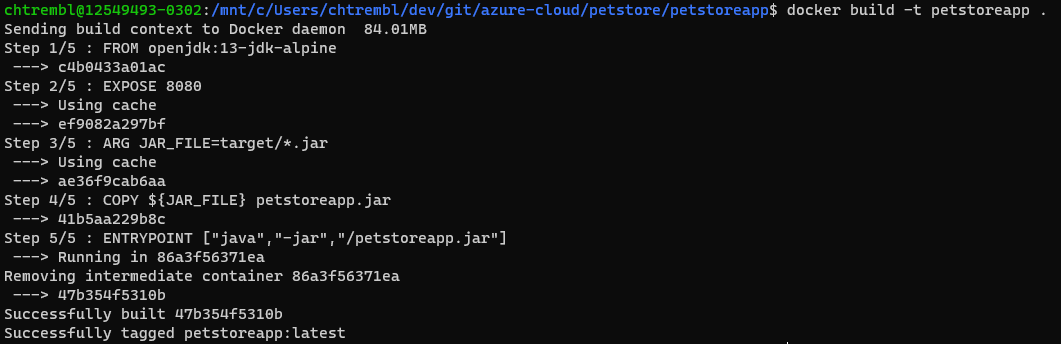 chtrembl@12549493-0302:/mnt/c/Users/chtrembl/dev/git/azure-cloud/petstore/petstoreapp$ docker build -t petstoreapp .
Sending build context to Docker daemon  84.01MB
Step 1/5 : FROM openjdk:13-jdk-alpine
 ---> c4b0433a01ac
Step 2/5 : EXPOSE 8080
 ---> Using cache
 ---> ef9082a297bf
Step 3/5 : ARG JAR_FILE=target/*.jar
 ---> Using cache
 ---> ae36f9cab6aa
Step 4/5 : COPY ${JAR_FILE} petstoreapp.jar
 ---> 41b5aa229b8c
Step 5/5 : ENTRYPOINT ["java","-jar","/petstoreapp.jar"]
 ---> Running in 86a3f56371ea
Removing intermediate container 86a3f56371ea
 ---> 47b354f5310b
Successfully built 47b354f5310b
Successfully tagged petstoreapp:latest